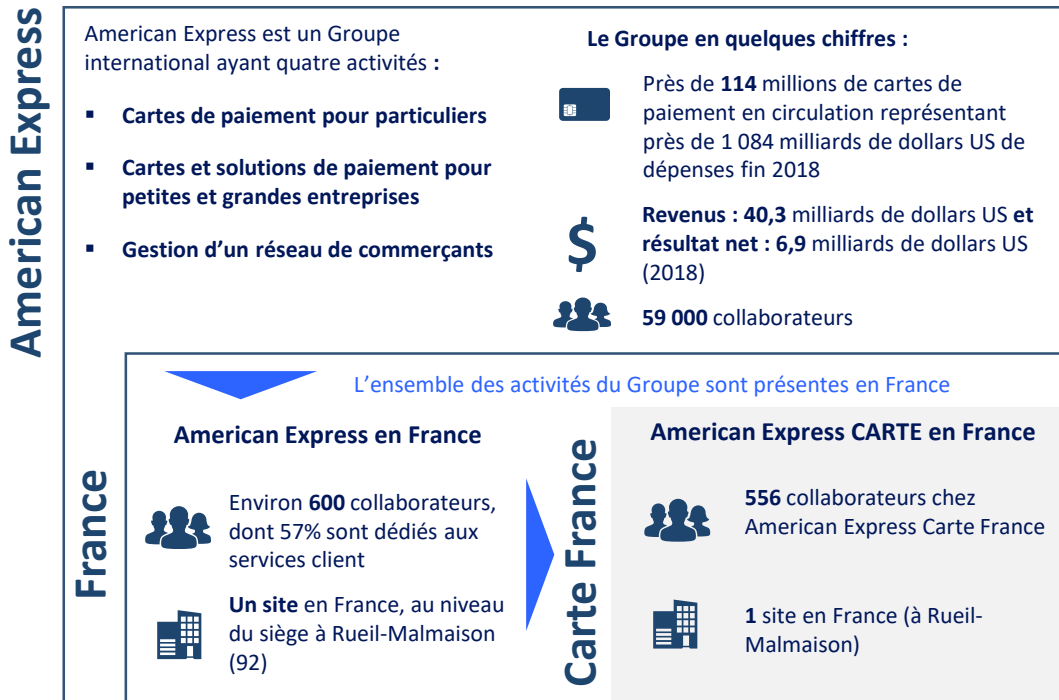 American Express
American Express est un Groupe
international ayant quatre activités :
▪ Cartes de paiement pour particuliers
▪ Cartes et solutions de paiement pour
petites et grandes entreprises
▪ Gestion d’un réseau de commerçants
Le Groupe en quelques chiffres :
Près de 114 millions de cartes de
paiement en circulation représentant
près de 1 084 milliards de dollars US de
dépenses fin 2018
$
Revenus : 40,3 milliards de dollars US et
résultat net : 6,9 milliards de dollars US
(2018)
59 000 collaborateurs
L’ensemble des activités du Groupe sont présentes en France
France
American Express en France
Environ 600 collaborateurs,
dont 57% sont dédiés aux
services client
Un site en France, au niveau
du siège à Rueil-Malmaison
(92)
Carte France
American Express CARTE en France
556 collaborateurs chez
American Express Carte France
1 site en France (à Rueil-
Malmaison)